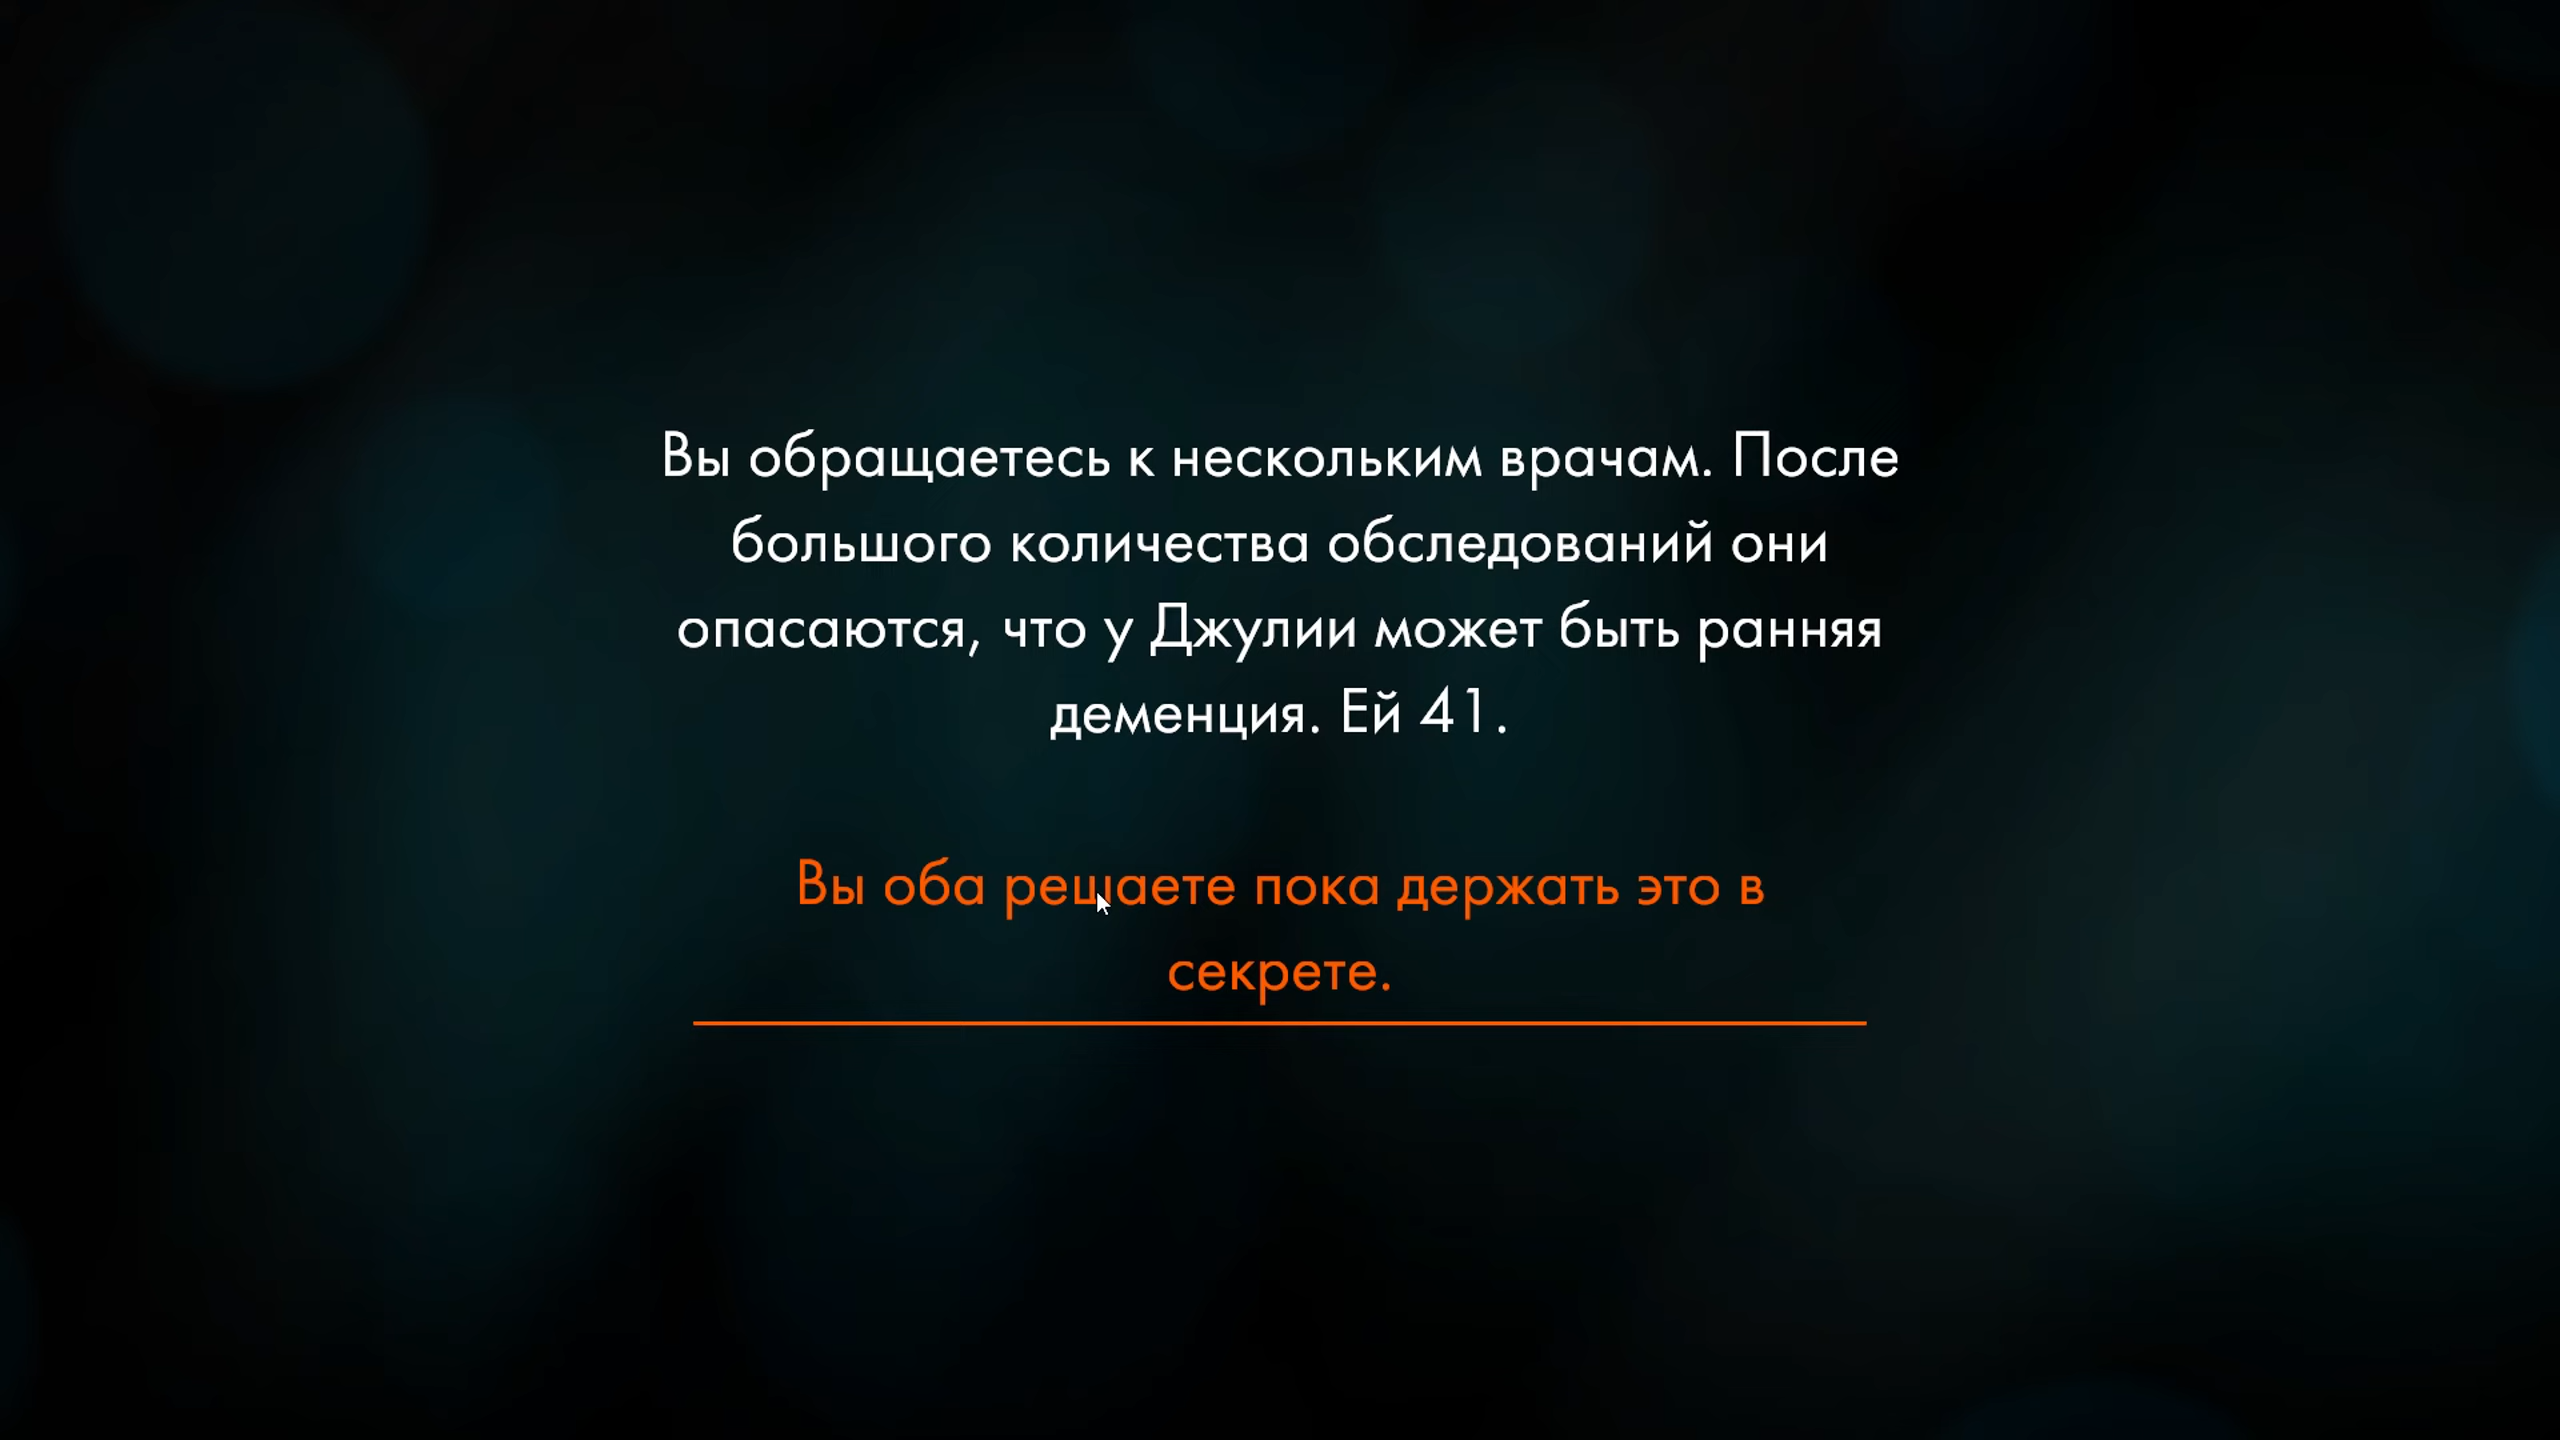 Вы обращаетесь к нескольким врачам. После
большого количества обследований они
опасаются, что у Джулии может быть ранняя
деменция. Ей 41.
Вы оба решаете пока держать это в
секрете.